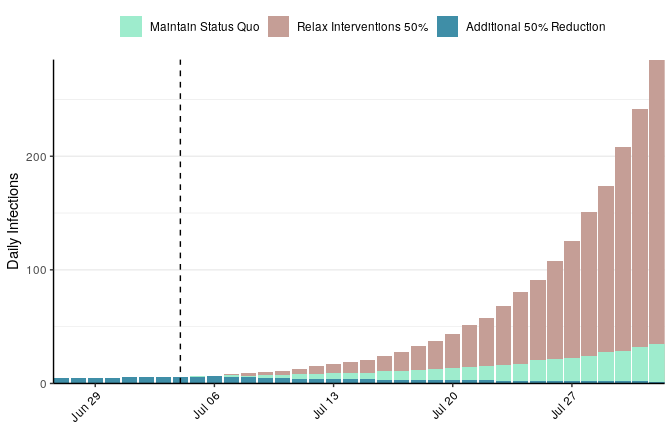 Maintain Status Quo Relax Interventions 50% Additional 50% Reduction
Daily Infections
200
100
0
Jun 29 Jul 06 Jul 13 Jul 20 Jul 27